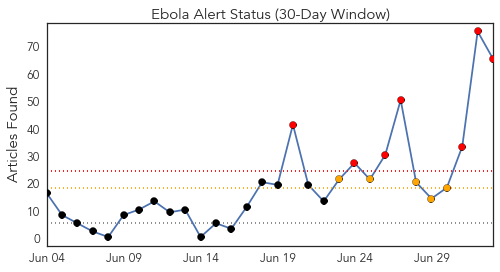 Ebola Alert Status (30-Day Window)
Articles Found
70
60
50
40
30
20
10
0
Jun 04
Jun 09
Jun 14
Jun 19
Jun 24
Jun 29